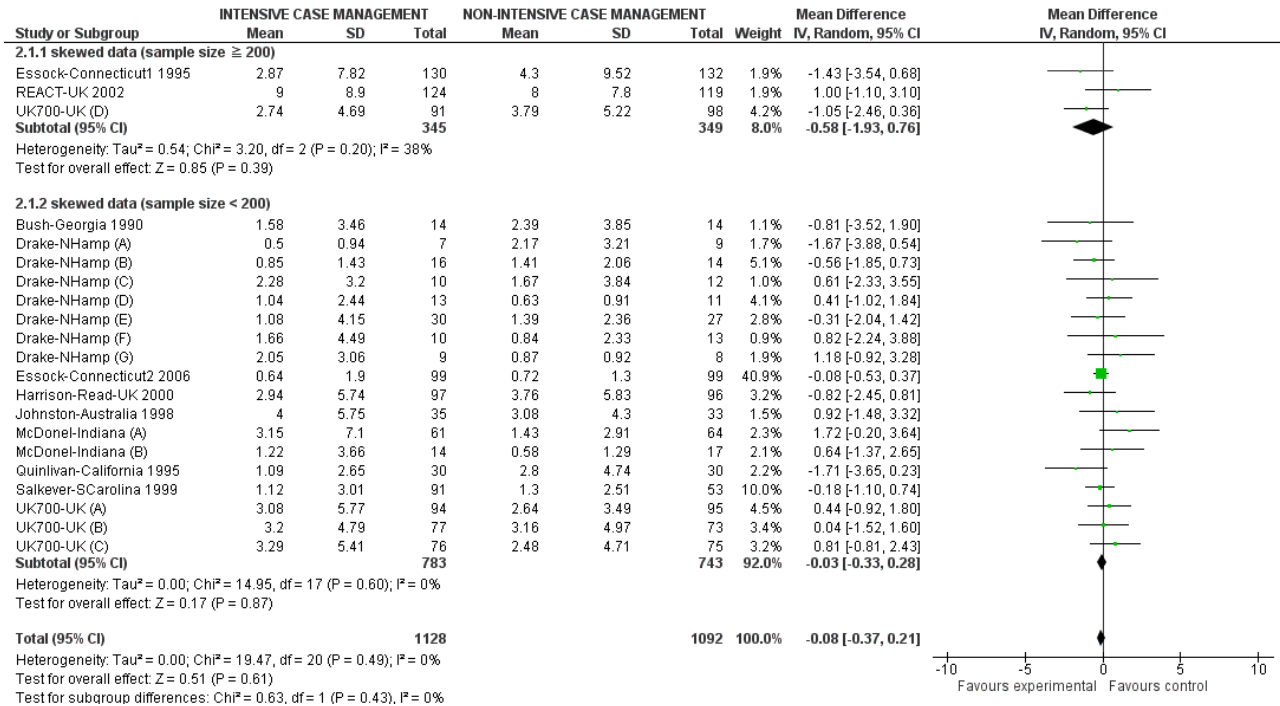 INTENSIVE CASE MANAGEMENT NON-INTENSIVE CASE MANAGEMENT Mean Difference Mean Difference
Study or Subgroup Mean SD Total Mean SD Total Weight IV, Random, 95% CI IV, Random, 95% CI
2.1.1 skewed data (sample size ≧ 200)
Essock-Connecticut1 1995 2.87 7.82 130 4.3 9.52 132 1.9% -1.43 [-3.54, 0.68]
REACT-UK 2002 9 8.9 124 8 7.8 119 1.9% 1.00 [-1.10, 3.10]
UK700-UK (D) 2.74 4.69 91 3.79 5.22 98 4.2% -1.05 [-2.46, 0.36]
Subtotal (95% CI) 345 349 8.0% -0.58 [-1.93, 0.76]
Heterogeneity: Tau² = 0.54; Chi² = 3.20, df = 2 (P = 0.20); I² = 38%
Test for overall effect: Z = 0.85 (P = 0.39)
2.1.2 skewed data (sample size < 200)
Bush-Georgia 1990 1.58 3.46 14 2.39 3.85 14 1.1% -0.81 [-3.52, 1.90]
Drake-NHamp (A) 0.5 0.94 7 2.17 3.21 9 1.7% -1.67 [-3.88, 0.54]
Drake-NHamp (B) 0.85 1.43 16 1.41 2.06 14 5.1% -0.56 [-1.85, 0.73]
Drake-NHamp (C) 2.28 3.2 10 1.67 3.84 12 1.0% 0.61 [-2.33, 3.55]
Drake-NHamp (D) 1.04 2.44 13 0.63 0.91 11 4.1% 0.41 [-1.02, 1.84]
Drake-NHamp (E) 1.08 4.15 30 1.39 2.36 27 2.8% -0.31 [-2.04, 1.42]
Drake-NHamp (F) 1.66 4.49 10 0.84 2.33 13 0.9% 0.82 [-2.24, 3.88]
Drake-NHamp (G) 2.05 3.06 9 0.87 0.92 8 1.9% 1.18 [-0.92, 3.28]
Essock-Connecticut2 2006 0.64 1.9 99 0.72 1.3 99 40.9% -0.08 [-0.53, 0.37]
Harrison-Read-UK 2000 2.94 5.74 97 3.76 5.83 96 3.2% -0.82 [-2.45, 0.81]
Johnston-Australia 1998 4 5.75 35 3.08 4.3 33 1.5% 0.92 [-1.48, 3.32]
McDonel-Indiana (A) 3.15 7.1 61 1.43 2.91 64 2.3% 1.72 [-0.20, 3.64]
McDonel-Indiana (B) 1.22 3.66 14 0.58 1.29 17 2.1% 0.64 [-1.37, 2.65]
Quinlivan-California 1995 1.09 2.65 30 2.8 4.74 30 2.2% -1.71 [-3.65, 0.23]
Salkever-SCarolina 1999 1.12 3.01 91 1.3 2.51 53 10.0% -0.18 [-1.10, 0.74]
UK700-UK (A) 3.08 5.77 94 2.64 3.49 95 4.5% 0.44 [-0.92, 1.80]
UK700-UK (B) 3.2 4.79 77 3.16 4.97 73 3.4% 0.04 [-1.52, 1.60]
UK700-UK (C) 3.29 5.41 76 2.48 4.71 75 3.2% 0.81 [-0.81, 2.43]
Subtotal (95% CI) 783 743 92.0% -0.03 [-0.33, 0.28]
Heterogeneity: Tau² = 0.00; Chi² = 14.95, df = 17 (P = 0.60); I² = 0%
Test for overall effect: Z = 0.17 (P = 0.87)
Total (95% CI) 1128 1092 100.0% -0.08 [-0.37, 0.21]
Heterogeneity: Tau² = 0.00; Chi² = 19.47, df = 20 (P = 0.49); I² = 0%
-10 -5 0 5 10
Test for overall effect: Z = 0.51 (P = 0.61)
Favours experimental Favours control
Test for subgroup differences: Chi² = 0.63, df = 1 (P = 0.43), I² = 0%